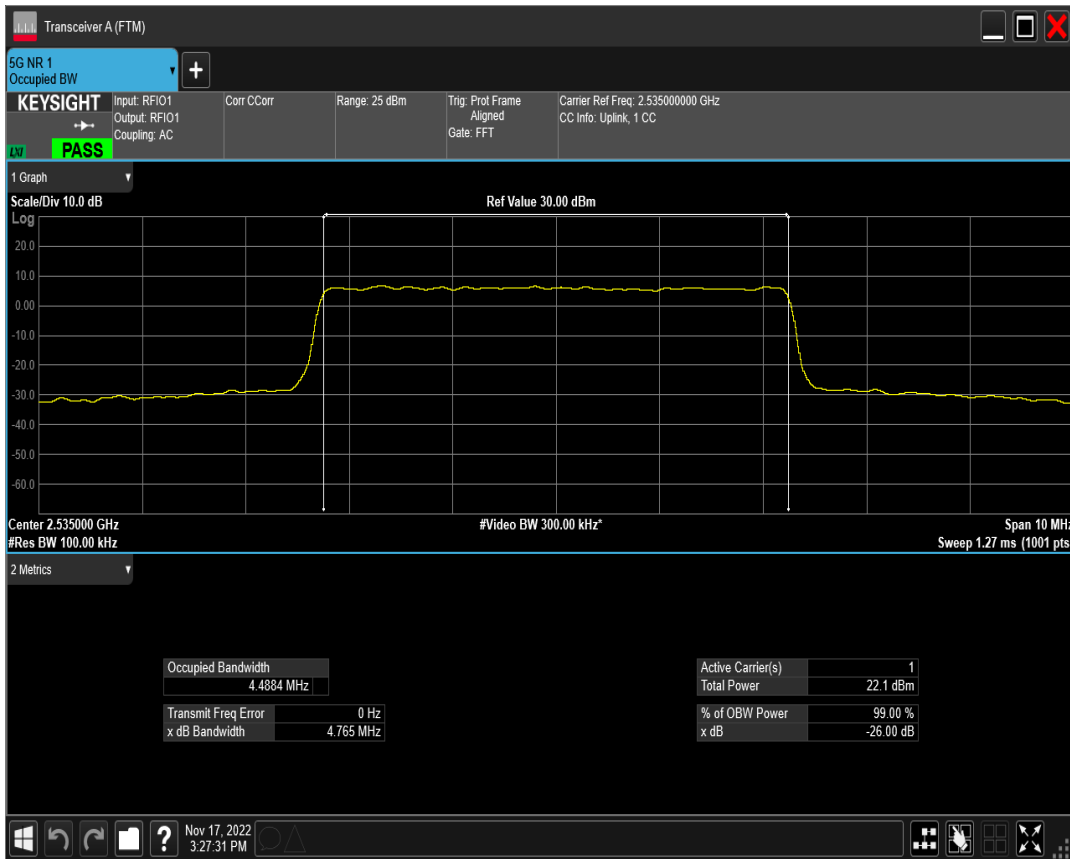 Transceiver A (FTM)
5G NR 1
Occupied BW
+
KEYSIGHT
LXI
PASS
Input: RFIO1
Output: RFIO1
Coupling: AC
Corr CCorr
Range: 25 dBm
Trig: Prot Frame
Aligned
Gate: FFT
Carrier Ref Freq: 2.535000000 GHz
CC Info: Uplink, 1 CC
1 Graph
Scale/Div 10.0 dB
Ref Value 30.00 dBm
Log
20.0
10.0
0.00
-10.0
-20.0
-30.0
-40.0
-50.0
-60.0
Center 2.535000 GHz
#Video BW 300.00 kHz*
Span 10 MHz
#Res BW 100.00 kHz
Sweep 1.27 ms (1001 pts
2 Metrics
Occupied Bandwidth
4.4884 MHz
Transmit Freq Error 0 Hz
x dB Bandwidth 4.765 MHz
Active Carrier(s) 1
Total Power 22.1 dBm
% of OBW Power 99.00 %
x dB -26.00 dB
?
Nov 17, 2022
3:27:31 PM